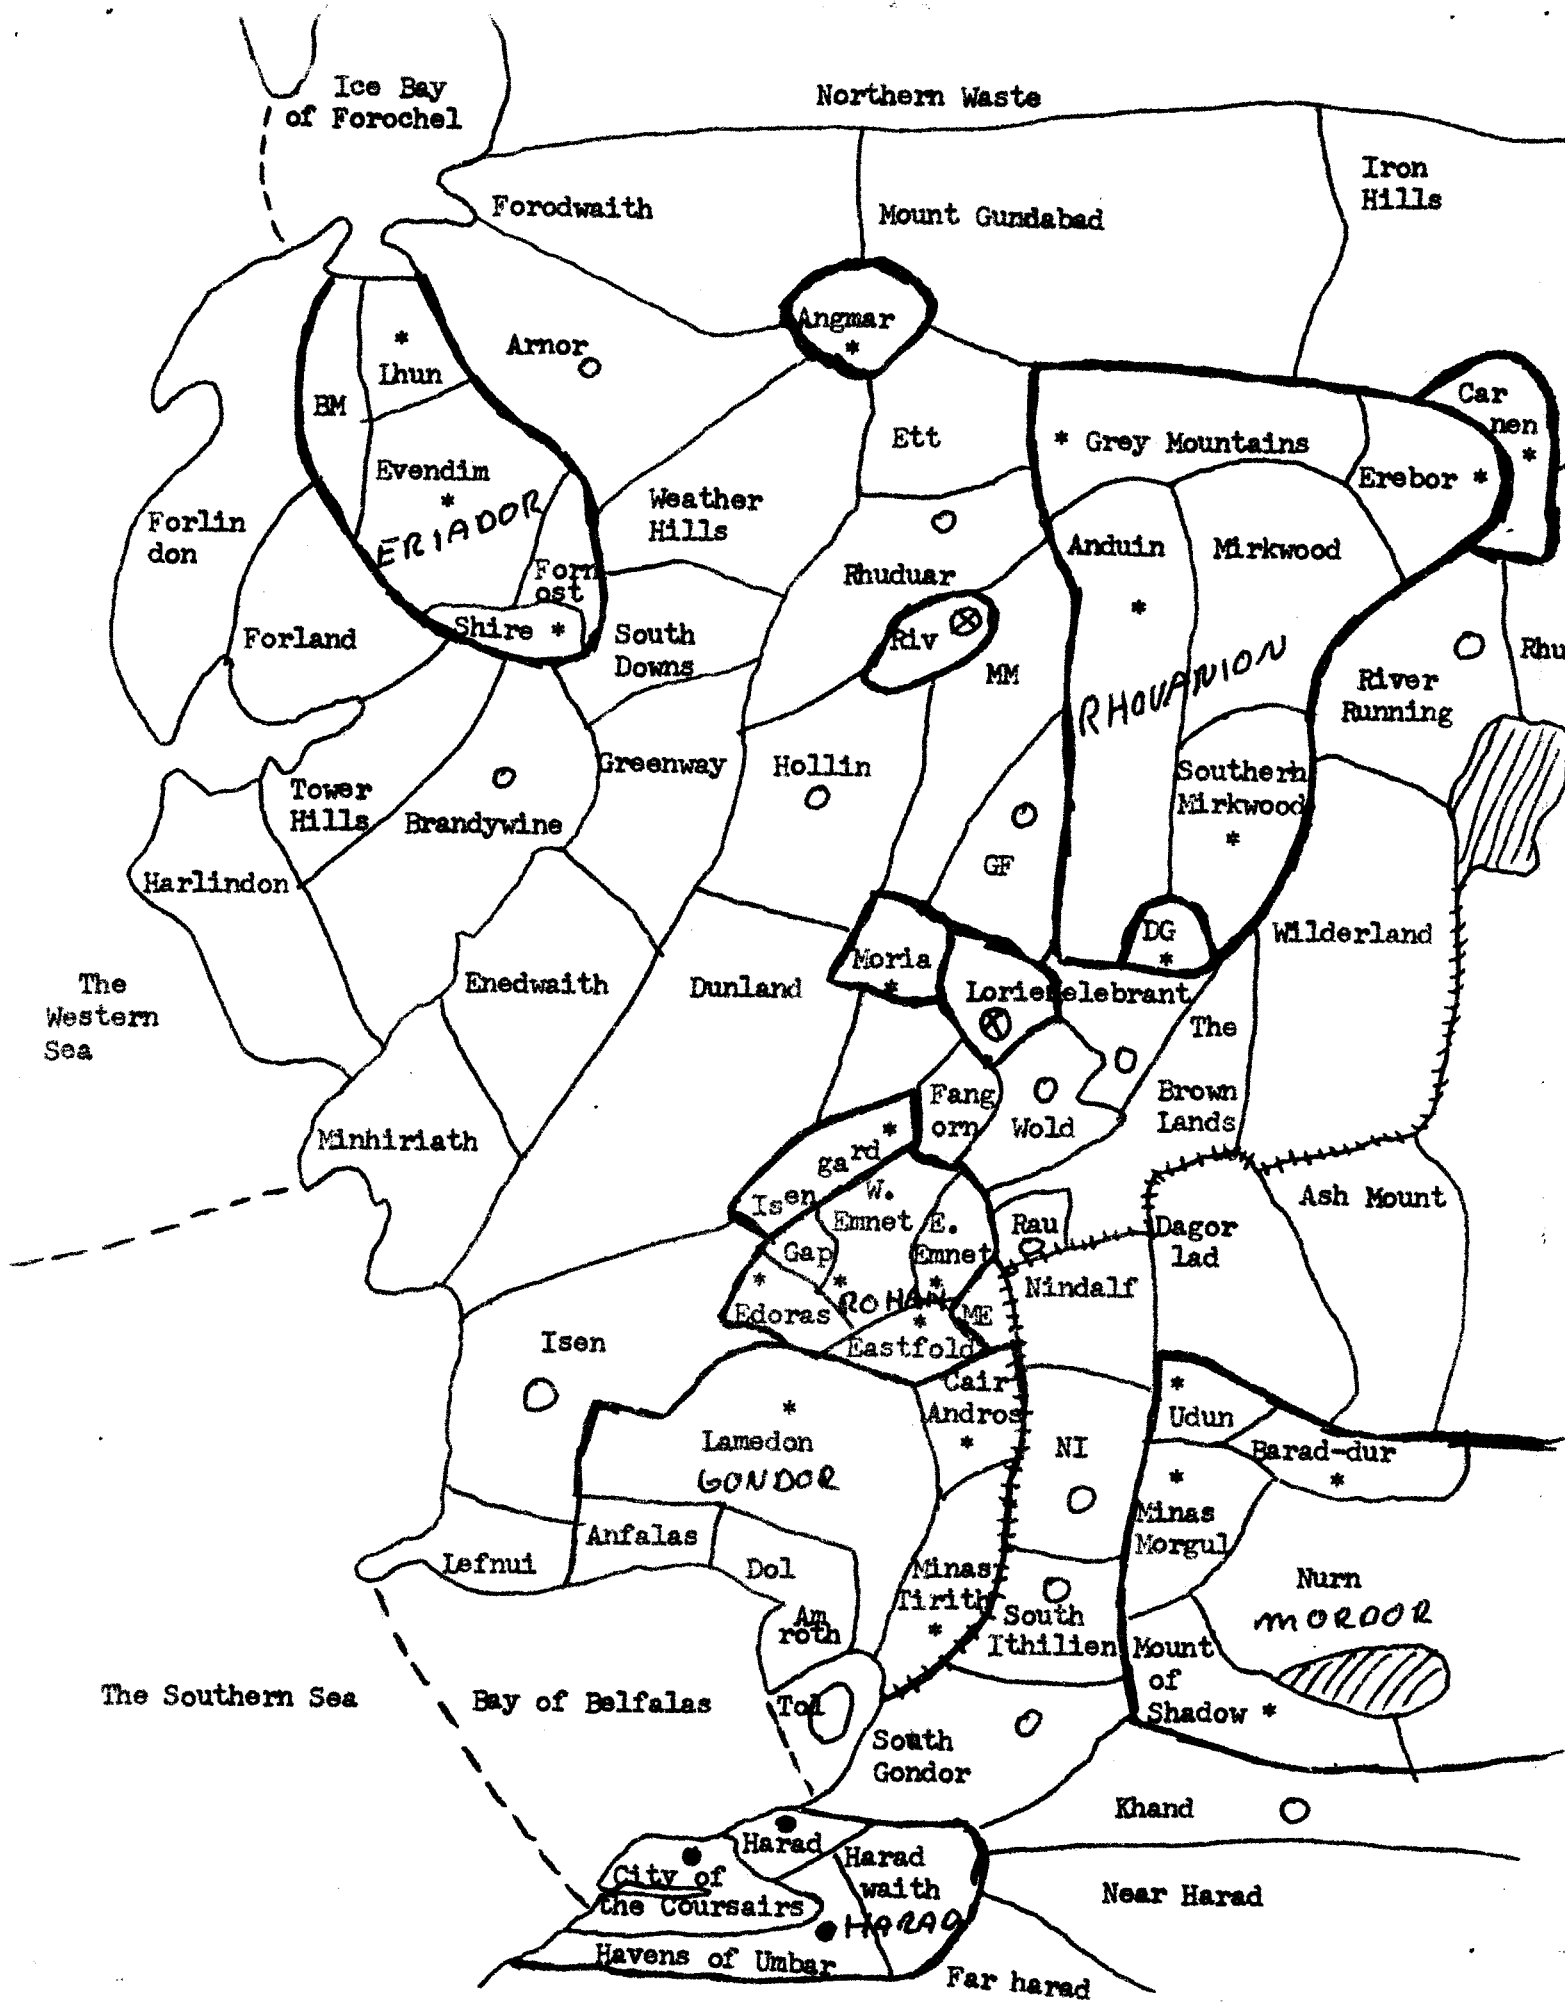 Ice Bay
of Forochel
Northern Waste
Iron
Hills
Forodwaith
Mount Gundabad
Angmar
*
Arnor
*
Lhun
BM
Car
nen
*
Ett
* Grey Mountains
Erebor *
Evendim
*
ERIADOR
Weather
Hills
Forlin
don
Anduin
*
Mirkwood
Forn
ost
Rhuduar
Shire *
Forland
South
Downs
Riv
MM
RHOVANION
River
Running
Rhu
Greenway
Hollin
Southern
Mirkwood
*
Tower
Hills
Brandywine
GF
Harlindon
DG
*
Wilderland
Moria
*
The
Western
Sea
Enedwaith
Dunland
Lorie
elebrant
The
Brown
Lands
Fang
orn
Wold
Minhiriath
Isen
gard
*
Ash Mount
W.
Emnet
*
E.
Emnet
*
Rau
Dagor
lad
Gap
Nindalf
*
Edoras
ROHAN
ME
*
Eastfold
Isen
Cair
Andros
*
*
Udun
*
Lamedon
GONDOR
NI
Barad-dur
*
*
Minas
Morgul
Anfalas
Lefnui
Dol
Am
roth
Minas
Tirith
*
Nurn
MORDOR
South
Ithilien
Mount
of
Shadow *
The Southern Sea
Bay of Belfalas
Tol
South
Gondor
Khand
Harad
Harad
waith
HARAD
City of
the Coursairs
Near Harad
Havens of Umbar
Far harad